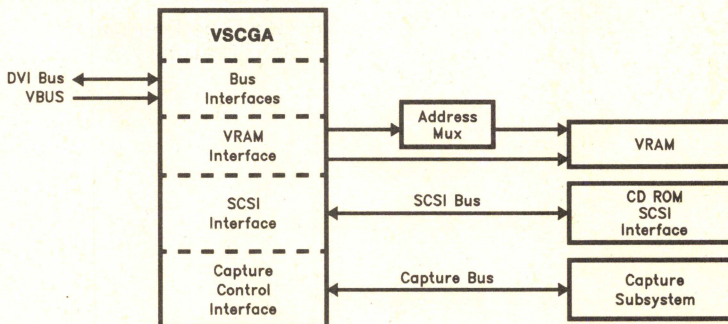 VSCGA
DVI Bus
VBUS
Bus
Interfaces
VRAM
Interface
Address
Mux
VRAM
SCSI
Interface
SCSI Bus
CD ROM
SCSI
Interface
Capture
Control
Interface
Capture Bus
Capture
Subsystem